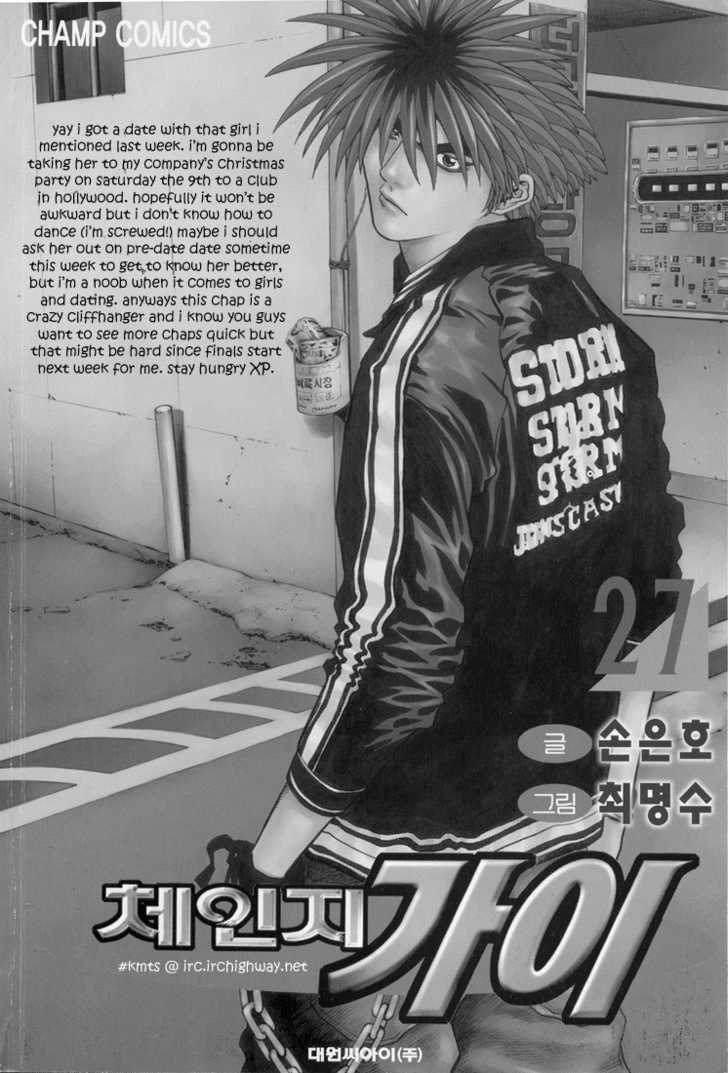 CHAMP COMICS
yay i got a date with that girl i
mentioned last week. i'm gonna be
taking her to my company's christmas
party on saturday the 9th to a club
in hollywood. hopefully it won't be
awkward but i don't know how to
dance (i'm screwed!) maybe i should
ask her out on pre-date date sometime
this week to get to know her better,
but i'm a noob when it comes to girls
and dating. anyways this chap is a
crazy cliffhanger and i know you guys
want to see more chaps quick but
that might be hard since finals start
next week for me. stay hungry XP.
벼룩시장
STORM
STORM
STORM
27
글 손은호
그림 최명수
체인지 가이
#kmts @ irc.irchighway.net
대원씨아이(주)